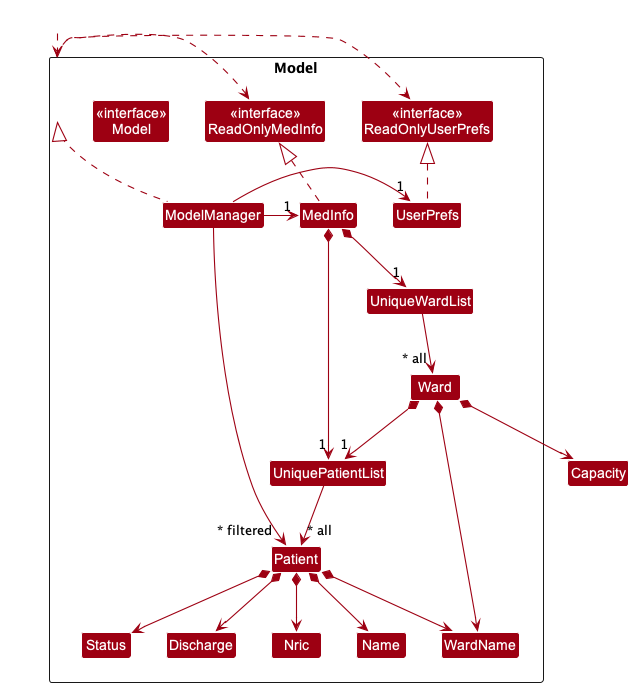 Model
«interface»
Model
«interface»
ReadOnlyMedInfo
«interface»
ReadOnlyUserPrefs
1
ModelManager
1
MedInfo
UserPrefs
1
UniqueWardList
* all
Ward
1
1
UniquePatientList
Capacity
* filtered
* all
Patient
Status
Discharge
Nric
Name
WardName